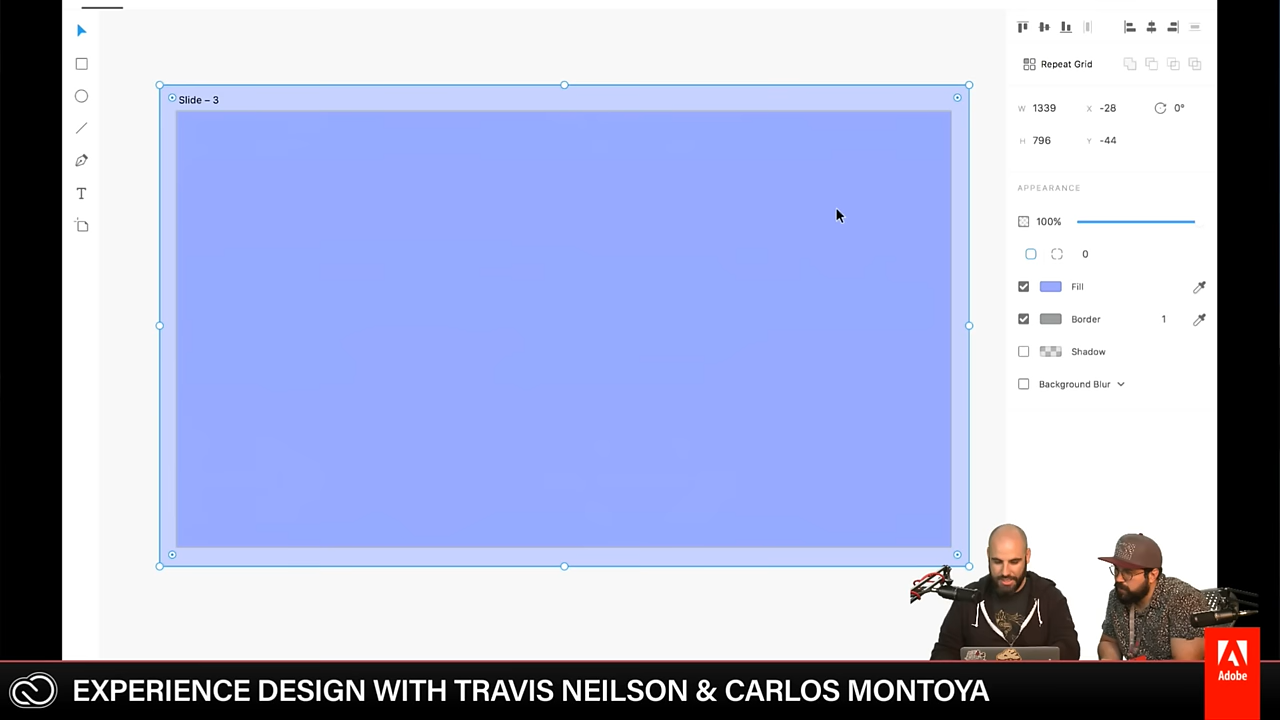 Slide – 3
Repeat Grid
W 1339 X -28 0°
H 796 Y -44
APPEARANCE
100%
0
Fill
Border 1
Shadow
Background Blur
T
EXPERIENCE DESIGN WITH TRAVIS NEILSON & CARLOS MONTOYA
Adobe